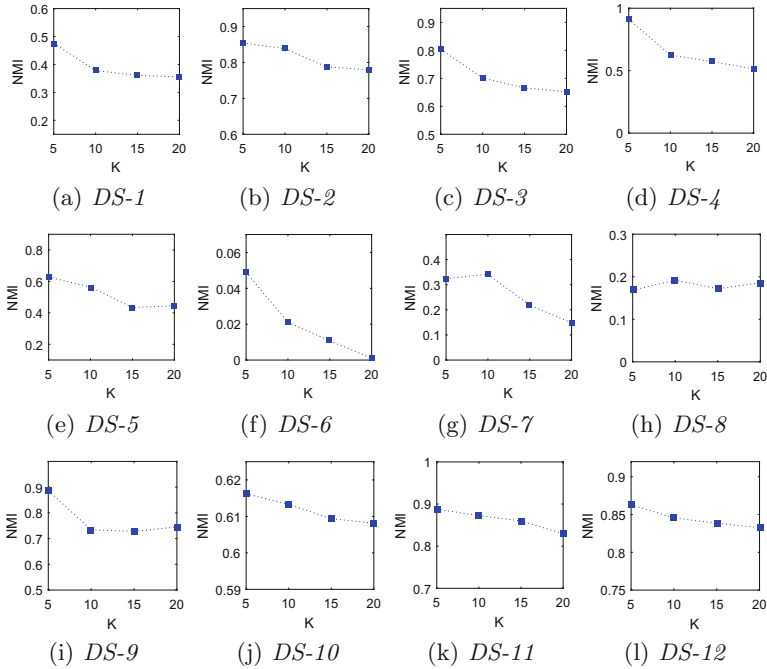 0.6 0.5 0.4 0.3 0.2 NMI 5 10 15 20 K
0.9 0.8 0.7 0.6 NMI 5 10 15 20 K
0.9 0.8 0.7 0.6 0.5 NMI 5 10 15 20 K
1 0.5 0 NMI 5 10 15 20 K
(a) DS-1 (b) DS-2 (c) DS-3 (d) DS-4
0.8 0.6 0.4 0.2 NMI 5 10 15 20 K
0.06 0.04 0.02 0 NMI 5 10 15 20 K
0.4 0.3 0.2 0.1 0 NMI 5 10 15 20 K
0.3 0.2 0.1 0 NMI 5 10 15 20 K
(e) DS-5 (f) DS-6 (g) DS-7 (h) DS-8
0.9 0.8 0.7 0.6 0.5 NMI 5 10 15 20 K
0.62 0.61 0.6 0.59 NMI 5 10 15 20 K
1 0.9 0.8 0.7 NMI 5 10 15 20 K
0.9 0.85 0.8 0.75 NMI 5 10 15 20 K
(i) DS-9 (j) DS-10 (k) DS-11 (l) DS-12